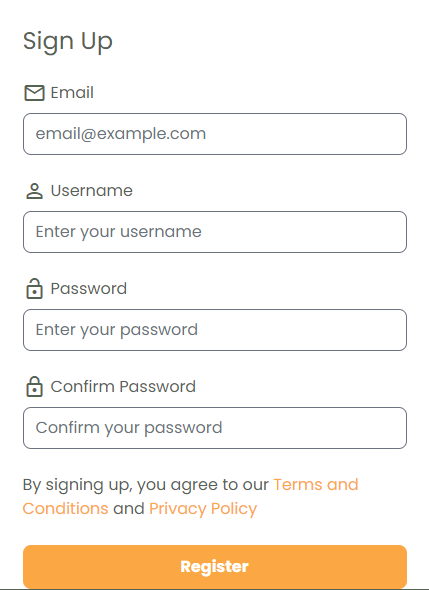 Sign Up
Email
email@example.com
Username
Enter your username
Password
Enter your password
Confirm Password
Confirm your password
By signing up, you agree to our Terms and
Conditions and Privacy Policy
Register